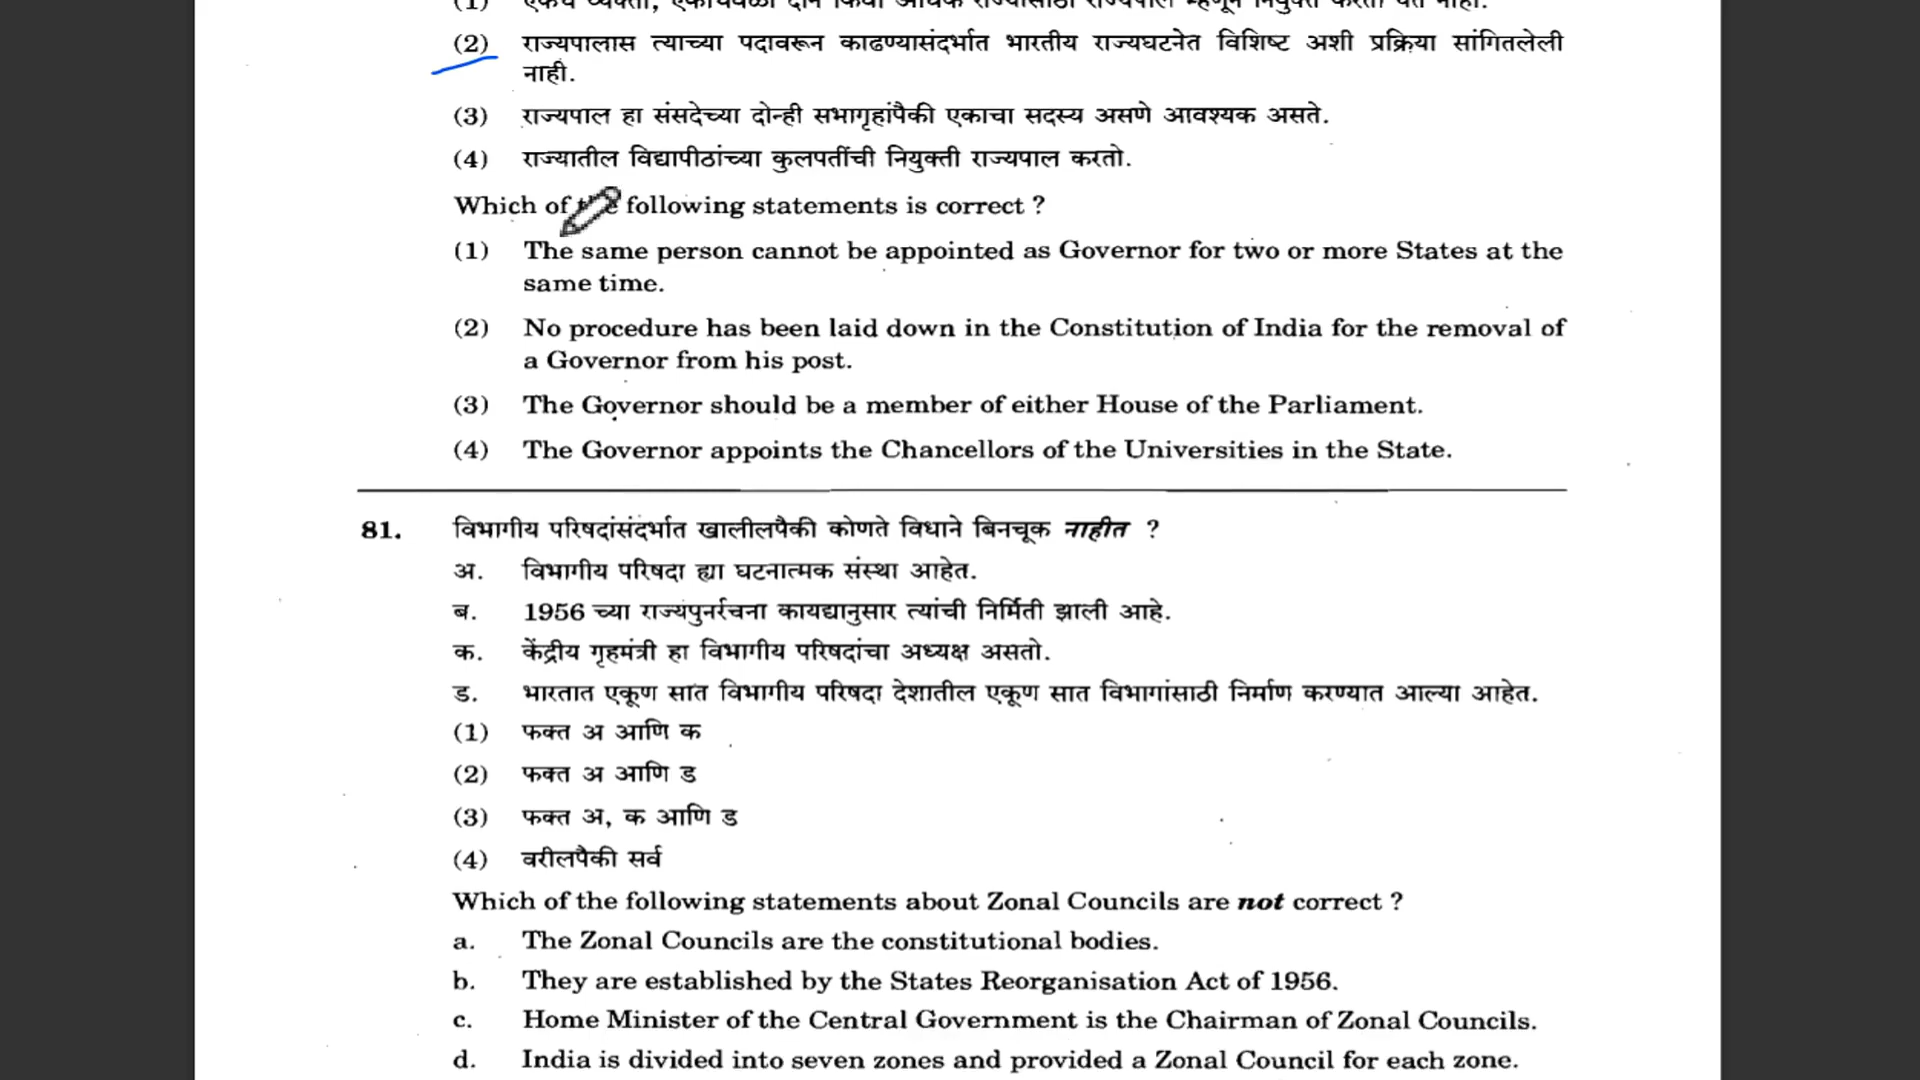 (2) राज्यपालास त्याच्या पदावरून काढण्यासंदर्भात भारतीय राज्यघटनेत विशिष्ट अशी प्रक्रिया सांगितलेली
नाही.
(3) राज्यपाल हा संसदेच्या दोन्ही सभागृहांपैकी एकाचा सदस्य असणे आवश्यक असते.
(4) राज्यातील विद्यापीठांच्या कुलपतींची नियुक्ती राज्यपाल करतो.
Which of the following statements is correct ?
(1) The same person cannot be appointed as Governor for two or more States at the
same time.
(2) No procedure has been laid down in the Constitution of India for the removal of
a Governor from his post.
(3) The Governor should be a member of either House of the Parliament.
(4) The Governor appoints the Chancellors of the Universities in the State.
81. विभागीय परिषदांसंदर्भात खालीलपैकी कोणते विधाने बिनचूक नाहीत ?
अ. विभागीय परिषदा ह्या घटनात्मक संस्था आहेत.
ब. 1956 च्या राज्यपुनर्रचना कायद्यानुसार त्यांची निर्मिती झाली आहे.
क. केंद्रीय गृहमंत्री हा विभागीय परिषदांचा अध्यक्ष असतो.
ड. भारतात एकूण सात विभागीय परिषदा देशातील एकूण सात विभागांसाठी निर्माण करण्यात आल्या आहेत.
(1) फक्त अ आणि क
(2) फक्त अ आणि ड
(3) फक्त अ, क आणि ड
(4) वरीलपैकी सर्व
Which of the following statements about Zonal Councils are not correct ?
a. The Zonal Councils are the constitutional bodies.
b. They are established by the States Reorganisation Act of 1956.
c. Home Minister of the Central Government is the Chairman of Zonal Councils.
d. India is divided into seven zones and provided a Zonal Council for each zone.